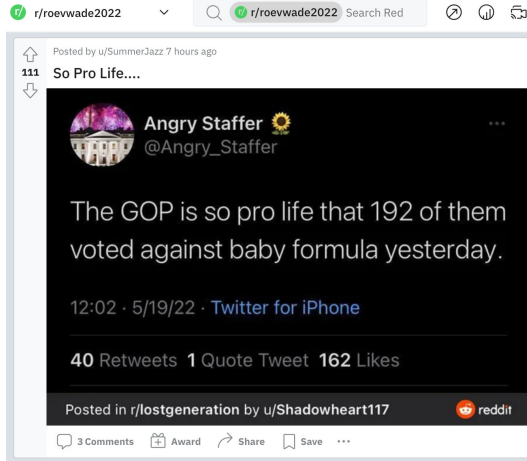 r/ r/roevwade2022 r/ r/roevwade2022 Search Red
Posted by u/SummerJazz 7 hours ago
111 So Pro Life....
Angry Staffer 🌻
@Angry_Staffer
The GOP is so pro life that 192 of them
voted against baby formula yesterday.
12:02 · 5/19/22 · Twitter for iPhone
40 Retweets 1 Quote Tweet 162 Likes
Posted in r/lostgeneration by u/Shadowheart117 reddit
3 Comments Award Share Save